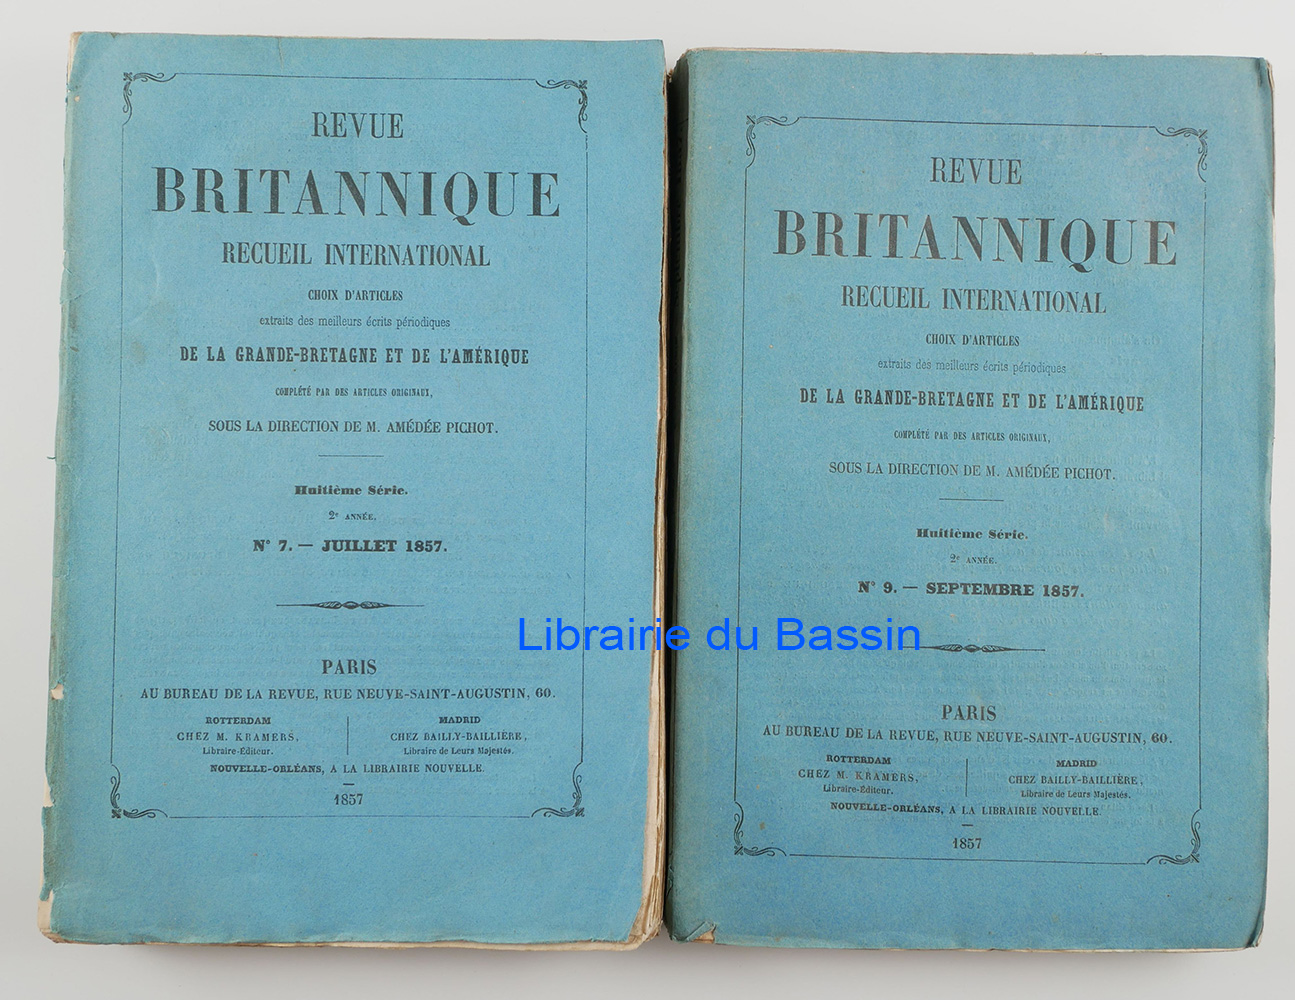 REVUE
BRITANNIQUE
RECUEIL INTERNATIONAL
CHOIX D'ARTICLES
extraits des meilleurs écrits périodiques
DE LA GRANDE-BRETAGNE ET DE L'AMÉRIQUE
COMPLÉTÉ PAR DES ARTICLES ORIGINAUX,
SOUS LA DIRECTION DE M. AMÉDÉE PICHOT.
Huitième Série.
2e ANNÉE.
N° 7. — JUILLET 1857.
PARIS
AU BUREAU DE LA REVUE, RUE NEUVE-SAINT-AUGUSTIN, 60.
ROTTERDAM
CHEZ M. KRAMERS,
Libraire-Éditeur.
MADRID
CHEZ BAILLY-BAILLIÈRE,
Libraire de Leurs Majestés.
NOUVELLE-ORLÉANS, A LA LIBRAIRIE NOUVELLE.
1857
REVUE
BRITANNIQUE
RECUEIL INTERNATIONAL
CHOIX D'ARTICLES
extraits des meilleurs écrits périodiques
DE LA GRANDE-BRETAGNE ET DE L'AMÉRIQUE
COMPLÉTÉ PAR DES ARTICLES ORIGINAUX,
SOUS LA DIRECTION DE M. AMÉDÉE PICHOT.
Huitième Série.
2e ANNÉE.
N° 9. — SEPTEMBRE 1857.
PARIS
AU BUREAU DE LA REVUE, RUE NEUVE-SAINT-AUGUSTIN, 60.
ROTTERDAM
CHEZ M. KRAMERS,
Libraire-Éditeur.
MADRID
CHEZ BAILLY-BAILLIÈRE,
Libraire de Leurs Majestés.
NOUVELLE-ORLÉANS, A LA LIBRAIRIE NOUVELLE.
1857
Librairie du Bassin